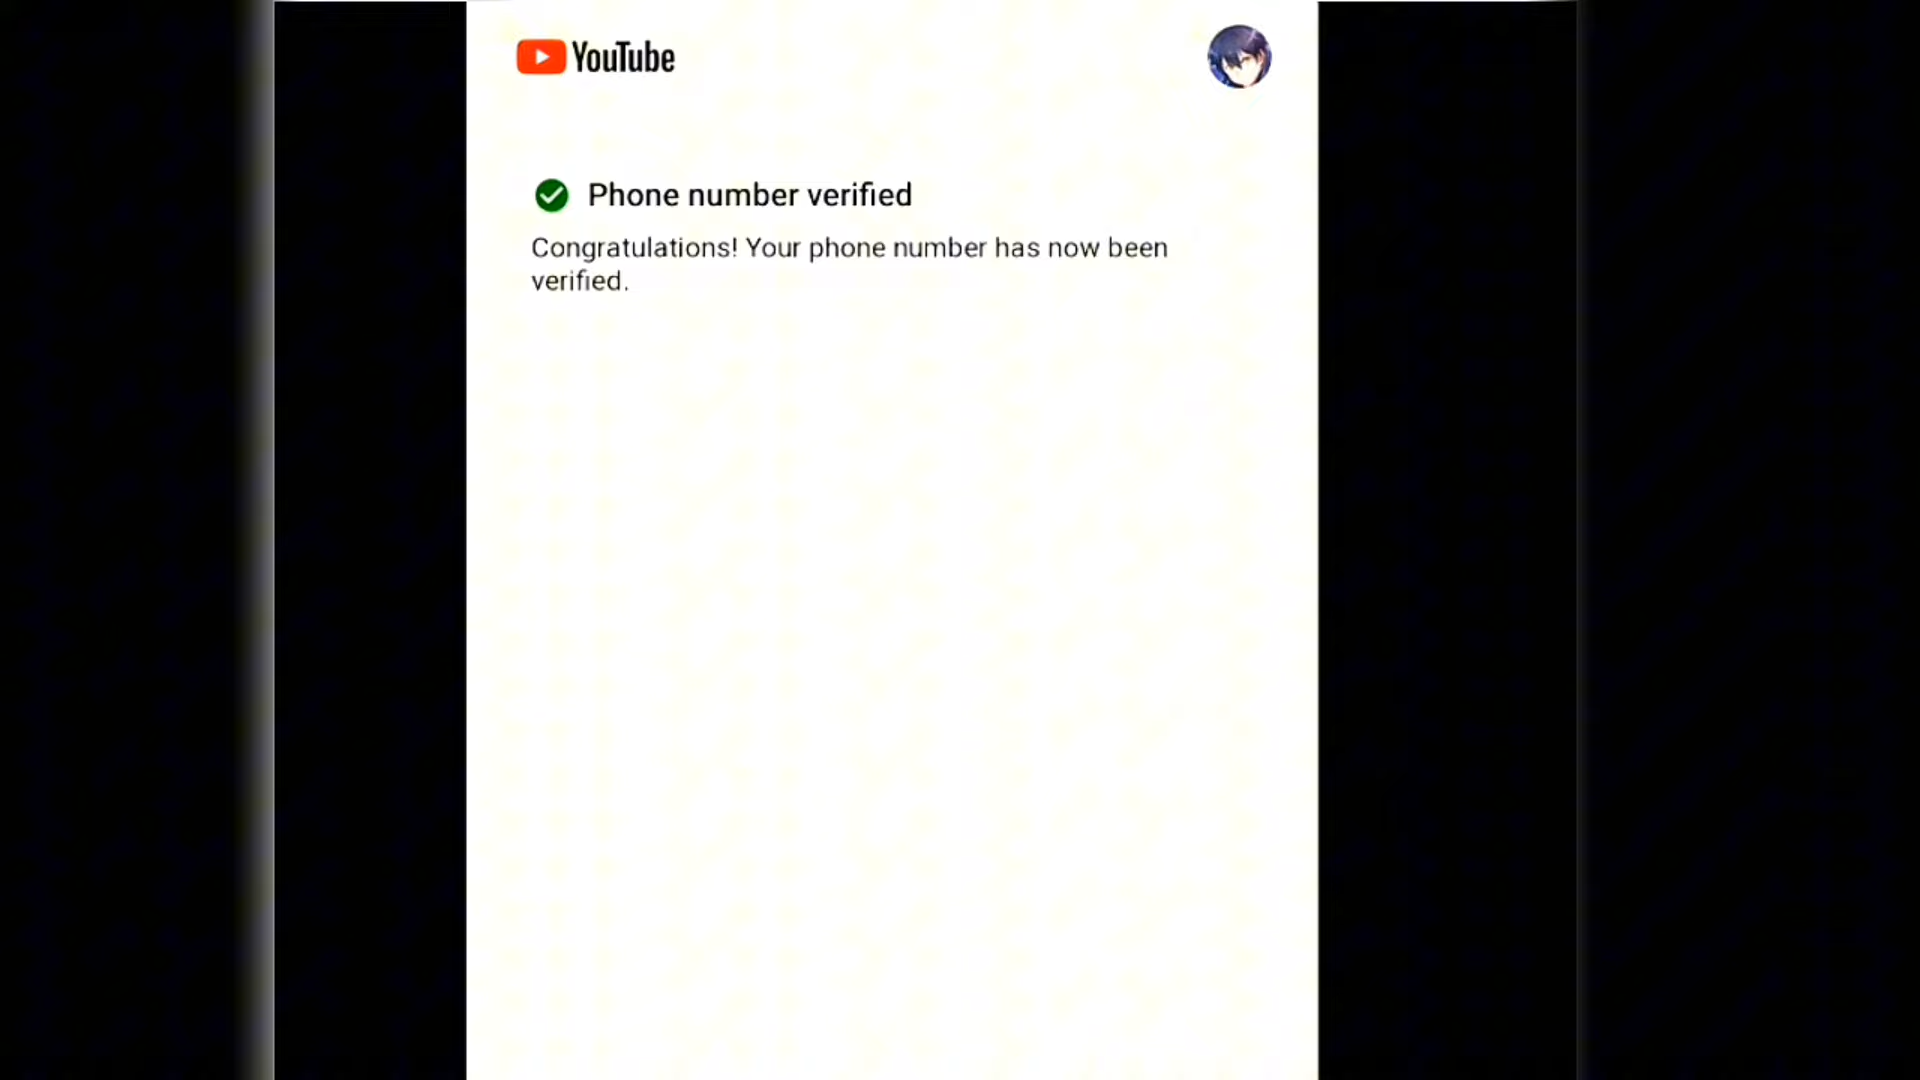 YouTube
Phone number verified
Congratulations! Your phone number has now been
verified.